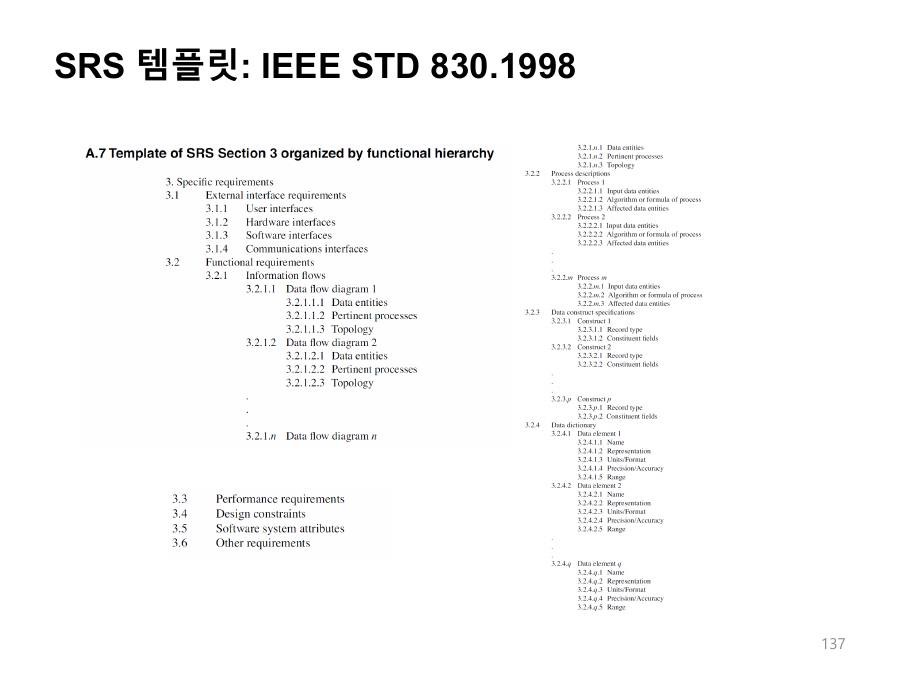 SRS 템플릿: IEEE STD 830.1998
A.7 Template of SRS Section 3 organized by functional hierarchy
3. Specific requirements
3.1 External interface requirements
3.1.1 User interfaces
3.1.2 Hardware interfaces
3.1.3 Software interfaces
3.1.4 Communications interfaces
3.2 Functional requirements
3.2.1 Information flows
3.2.1.1 Data flow diagram 1
3.2.1.1.1 Data entities
3.2.1.1.2 Pertinent processes
3.2.1.1.3 Topology
3.2.1.2 Data flow diagram 2
3.2.1.2.1 Data entities
3.2.1.2.2 Pertinent processes
3.2.1.2.3 Topology
.
.
.
3.2.1.n Data flow diagram n
3.2.1.n.1 Data entities
3.2.1.n.2 Pertinent processes
3.2.1.n.3 Topology
3.2.2 Process descriptions
3.2.2.1 Process 1
3.2.2.1.1 Input data entities
3.2.2.1.2 Algorithm or formula of process
3.2.2.1.3 Affected data entities
3.2.2.2 Process 2
3.2.2.2.1 Input data entities
3.2.2.2.2 Algorithm or formula of process
3.2.2.2.3 Affected data entities
.
.
.
3.2.2.m Process m
3.2.2.m.1 Input data entities
3.2.2.m.2 Algorithm or formula of process
3.2.2.m.3 Affected data entities
3.2.3 Data construct specifications
3.2.3.1 Construct 1
3.2.3.1.1 Record type
3.2.3.1.2 Constituent fields
3.2.3.2 Construct 2
3.2.3.2.1 Record type
3.2.3.2.2 Constituent fields
.
.
.
3.2.3.p Construct p
3.2.3.p.1 Record type
3.2.3.p.2 Constituent fields
3.2.4 Data dictionary
3.2.4.1 Data element 1
3.2.4.1.1 Name
3.2.4.1.2 Representation
3.2.4.1.3 Units/Format
3.2.4.1.4 Precision/Accuracy
3.2.4.1.5 Range
3.2.4.2 Data element 2
3.2.4.2.1 Name
3.2.4.2.2 Representation
3.2.4.2.3 Units/Format
3.2.4.2.4 Precision/Accuracy
3.2.4.2.5 Range
.
.
.
3.2.4.q Data element q
3.2.4.q.1 Name
3.2.4.q.2 Representation
3.2.4.q.3 Units/Format
3.2.4.q.4 Precision/Accuracy
3.2.4.q.5 Range
3.3 Performance requirements
3.4 Design constraints
3.5 Software system attributes
3.6 Other requirements
137